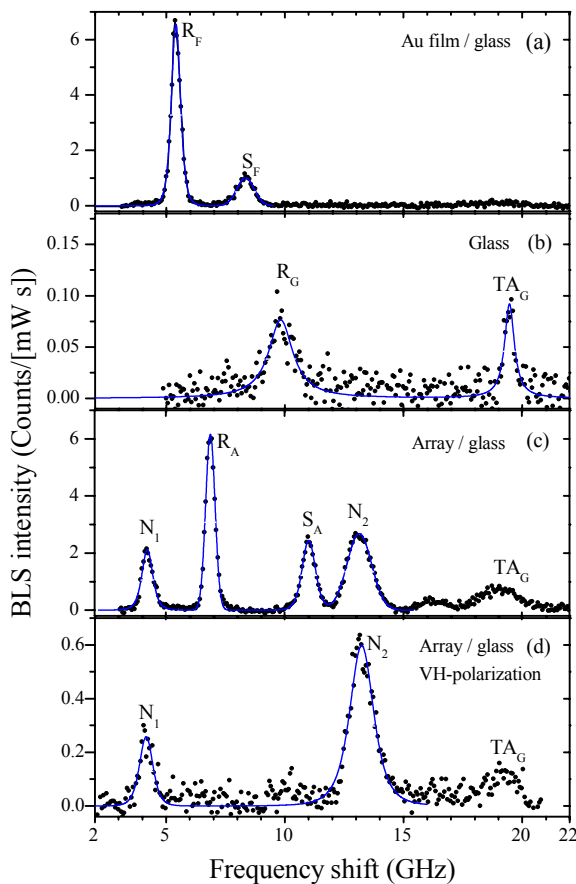 R_F
Au film / glass
(a)
6
4
S_F
2
0
0.15
Glass
(b)
R_G
TA_G
0.10
0.05
0.00
R_A
Array / glass
(c)
6
4
N_1
S_A
N_2
2
TA_G
0
0.6
N_2
Array / glass
(d)
VH-polarization
0.4
N_1
0.2
TA_G
0.0
2 5 10 15 20 22
Frequency shift (GHz)
BLS intensity (Counts/[mW s])